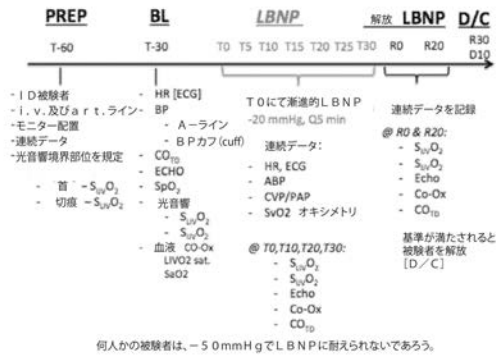 PREP
BL
LBNP
解放 LBNP
D/C
T-60
T-30
T0 T5 T10 T15 T20 T25 T30
R0 R20
R30
D10
- ID被験者
- i.v.及びart.ライン
- モニター配置
- 連続データ
- 光音響境界部位を規定
- 首 – SIJVO2
- 切痕 – SLIVO2
- HR [ECG]
- BP
- A-ライン
- BPカフ(cuff)
- COTD
- ECHO
- SpO2
- 光音響
- SLIVO2
- SIJVO2
- 血液 CO-Ox
LIVO2 sat.
SaO2
T0にて漸進的LBNP
-20 mmHg, Q5 min
連続データ:
- HR, ECG
- ABP
- CVP/PAP
- SvO2 オキシメトリ
@ T0,T10,T20,T30:
- SLIVO2
- SIJVO2
- Echo
- Co-Ox
- COTD
連続データを記録
@ R0 & R20:
- SLIVO2
- SIJVO2
- Echo
- Co-Ox
- COTD
基準が満たされると
被験者を解放
[D/C]
何人かの被験者は、-50mmHgでLBNPに耐えられないであろう。